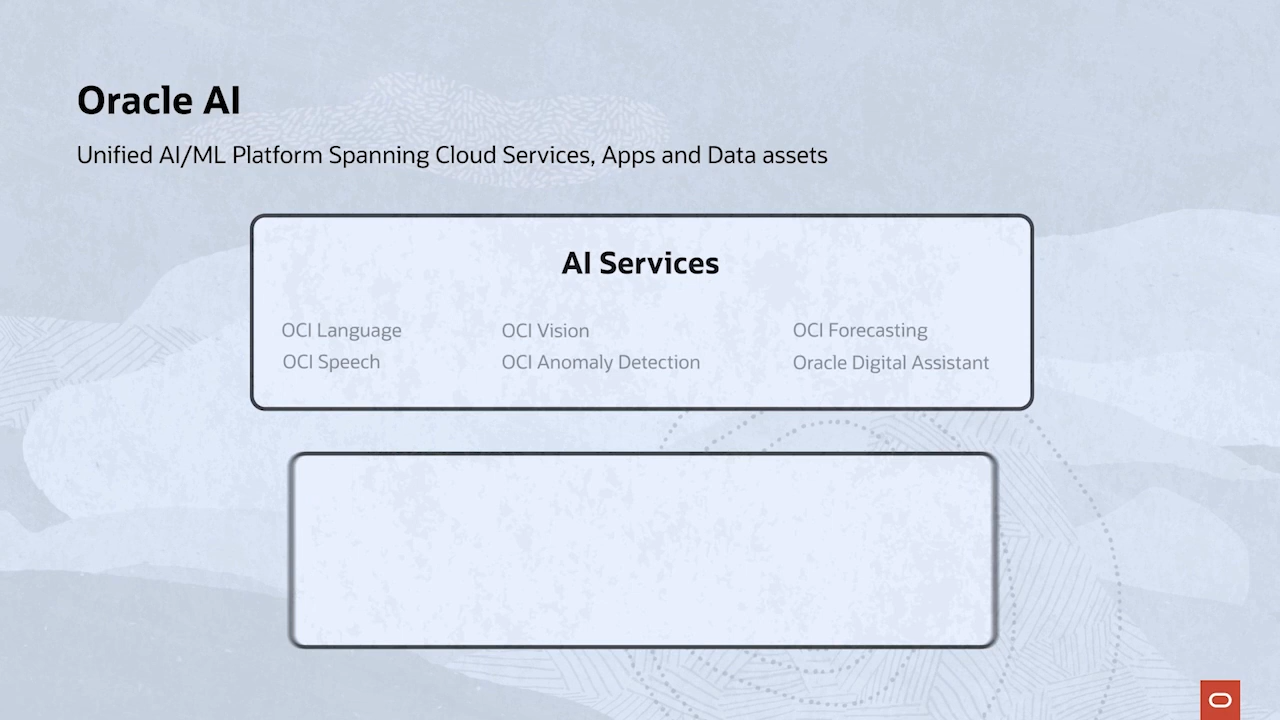 Oracle AI
Unified AI/ML Platform Spanning Cloud Services, Apps and Data assets
AI Services
OCI Language
OCI Speech
OCI Vision
OCI Anomaly Detection
OCI Forecasting
Oracle Digital Assistant